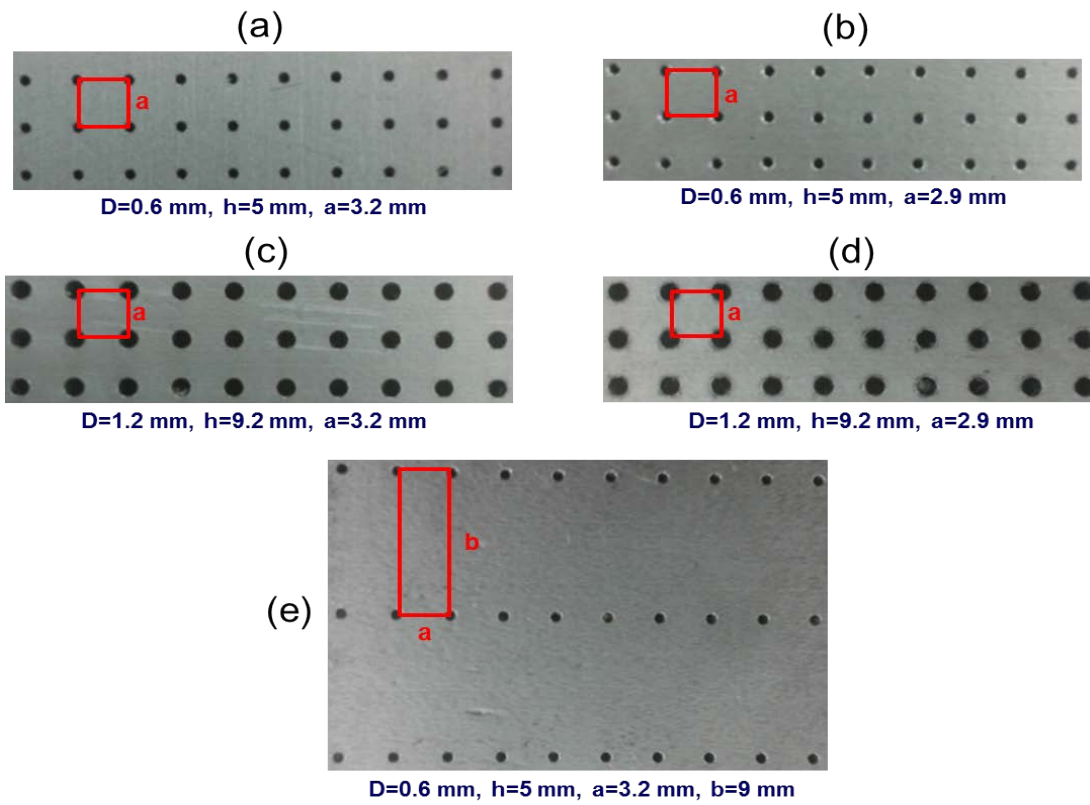 (a)
a
D=0.6 mm, h=5 mm, a=3.2 mm
(b)
a
D=0.6 mm, h=5 mm, a=2.9 mm
(c)
a
D=1.2 mm, h=9.2 mm, a=3.2 mm
(d)
a
D=1.2 mm, h=9.2 mm, a=2.9 mm
(e)
b
a
D=0.6 mm, h=5 mm, a=3.2 mm, b=9 mm